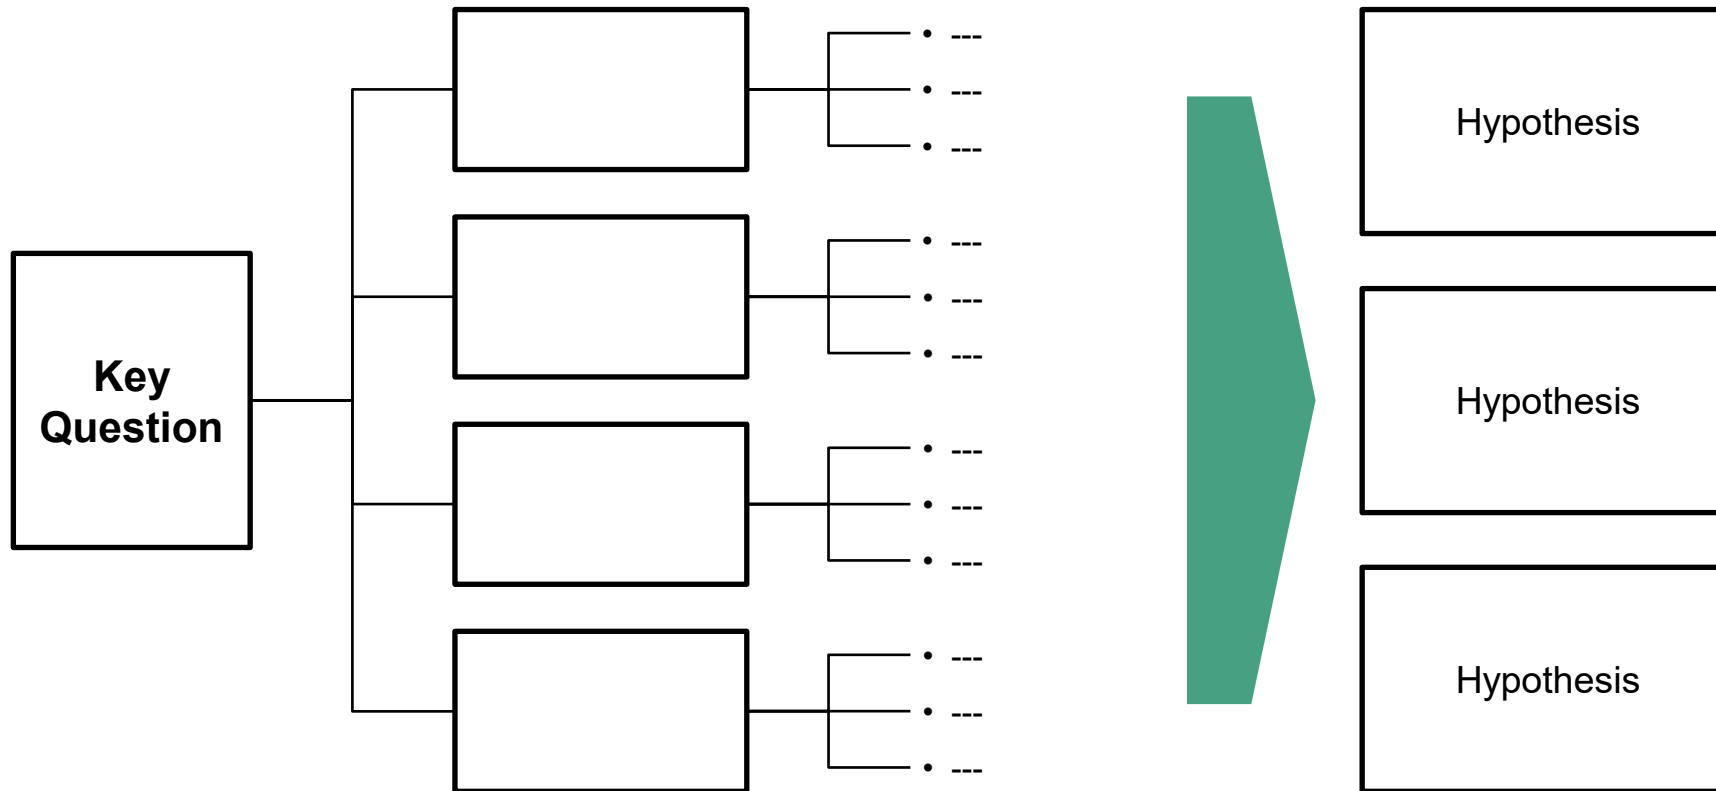 Key
Question
• ---
• ---
• ---
• ---
• ---
• ---
• ---
• ---
• ---
• ---
• ---
• ---
Hypothesis
Hypothesis
Hypothesis